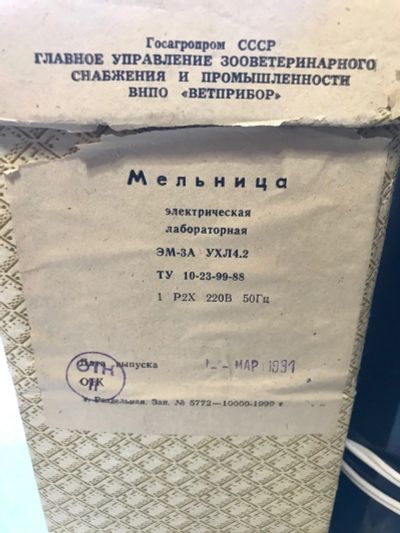 Госагропром СССР
ГЛАВНОЕ УПРАВЛЕНИЕ ЗООВЕТЕРИНАРНОГО
СНАБЖЕНИЯ И ПРОМЫШЛЕННОСТИ
ВНПО «ВЕТПРИБОР»
Мельница
электрическая
лабораторная
ЭМ-3А УХЛ4.2
ТУ 10-23-99-88
1 Р2Х 220В 50Гц
выпуска МАР 1991
ОТК
г. Раздельная. Зак. № 5772—10000-1990 г